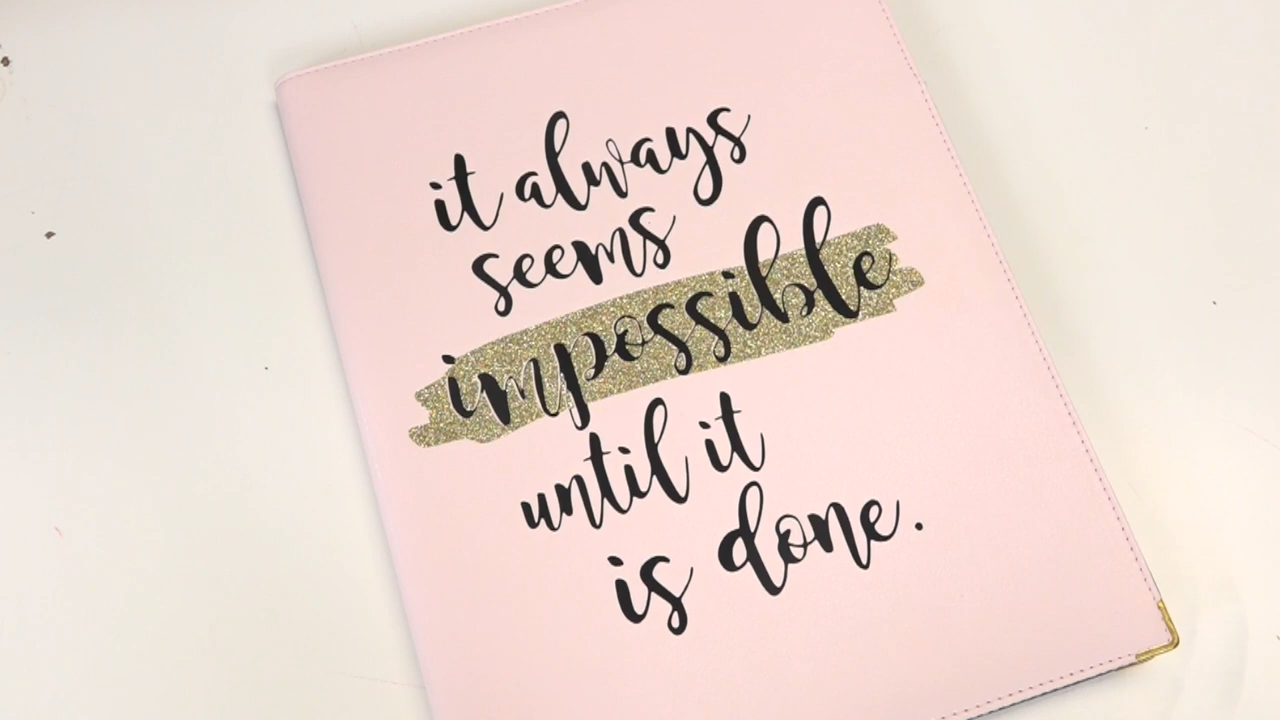 it always
seems
impossible
until it
is done.